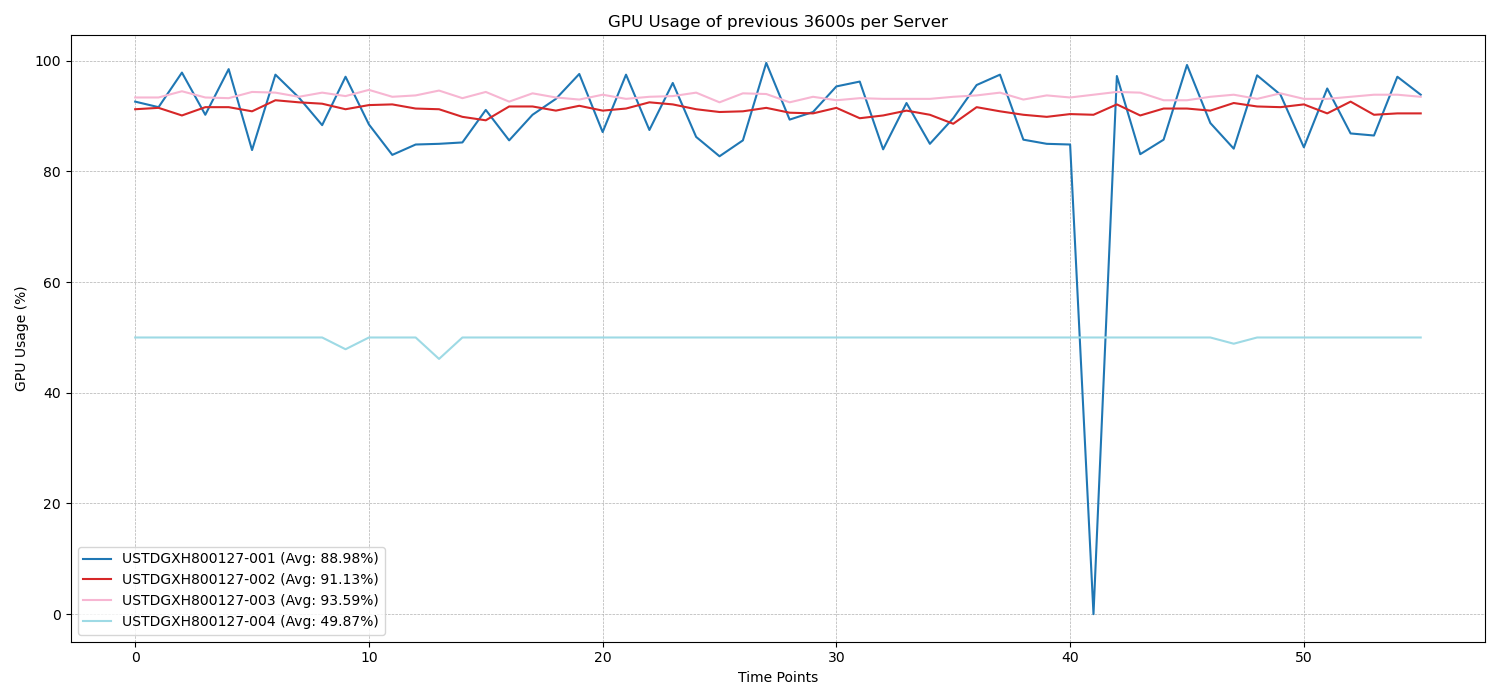 GPU Usage of previous 3600s per Server
GPU Usage (%)
100
80
60
40
20
0
USTDGXH800127-001 (Avg: 88.98%)
USTDGXH800127-002 (Avg: 91.13%)
USTDGXH800127-003 (Avg: 93.59%)
USTDGXH800127-004 (Avg: 49.87%)
0 10 20 30 40 50
Time Points